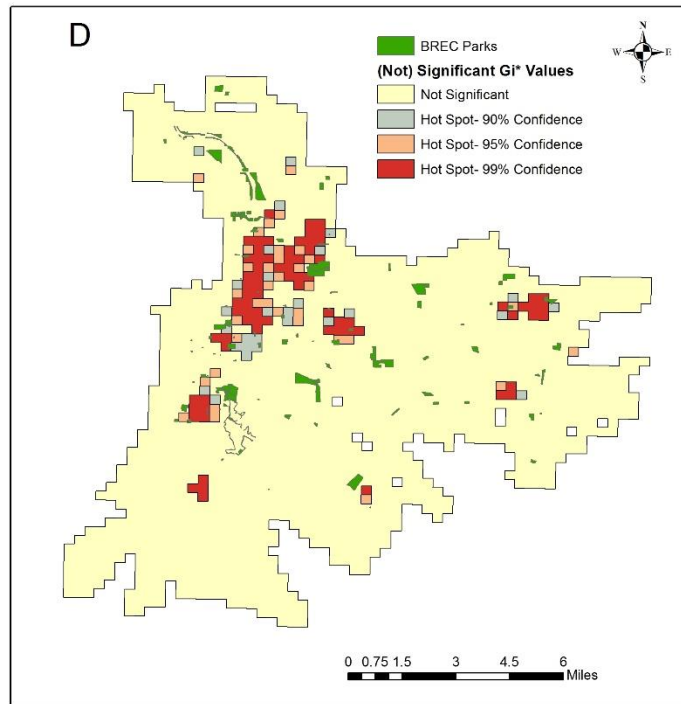 D
BREC Parks
(Not) Significant Gi* Values
Not Significant
Hot Spot- 90% Confidence
Hot Spot- 95% Confidence
Hot Spot- 99% Confidence
N
W E
S
0 0.75 1.5 3 4.5 6
Miles